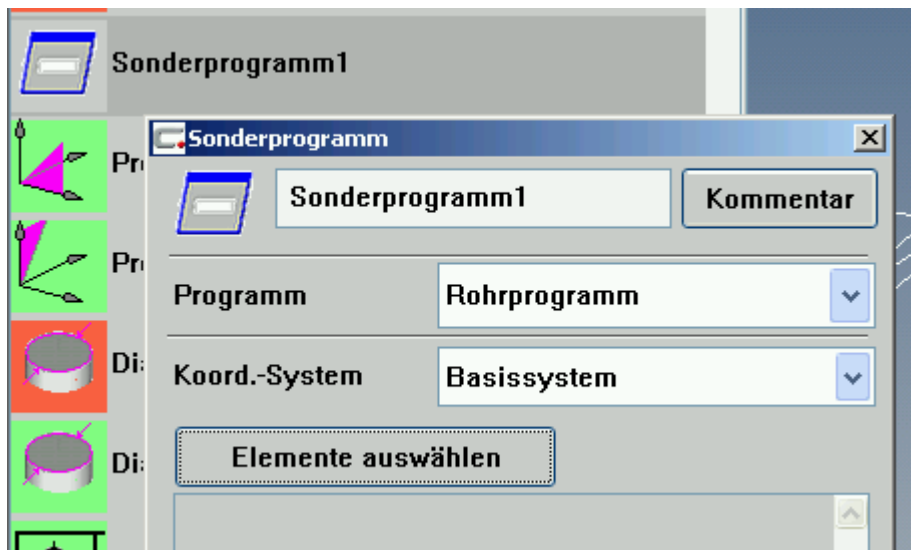 Sonderprogramm1
Sonderprogramm
Sonderprogramm1
Kommentar
Programm
Rohrprogramm
Koord.-System
Basissystem
Elemente auswählen